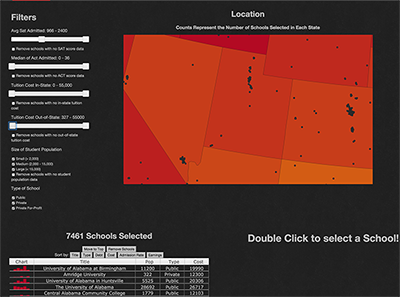 Location
Counts Represent the Number of Schools Selected in Each State
Filters
Avg Sat Admitted: 966 - 2400
Remove schools with no SAT score data
Median of Act Admitted: 0 - 36
Remove schools with no ACT score data
Tuition Cost In-State: 0 - 55,000
Remove schools with no in-state tuition
cost
Tuition Cost Out-of-State: 327 - 55000
Remove schools with no out-of-state
tuition cost
Size of Student Population
Small (< 2,000)
Medium (2,000 - 15,000)
Large (> 15,000)
Remove schools with no student
population data
Type of School
Public
Private
Private For-Profit
7461 Schools Selected
Move to Top Remove Schools
Sort by: Title Type Debt Cost Admission Rate Earnings
Chart Title Pop Type Cost
University of Alabama at Birmingham 11200 Public 19990
Amridge University 322 Private 12300
University of Alabama in Huntsville 5525 Public 20306
The University of Alabama 28692 Public 26717
Central Alabama Community College 1779 Public 12103
Double Click to select a School!